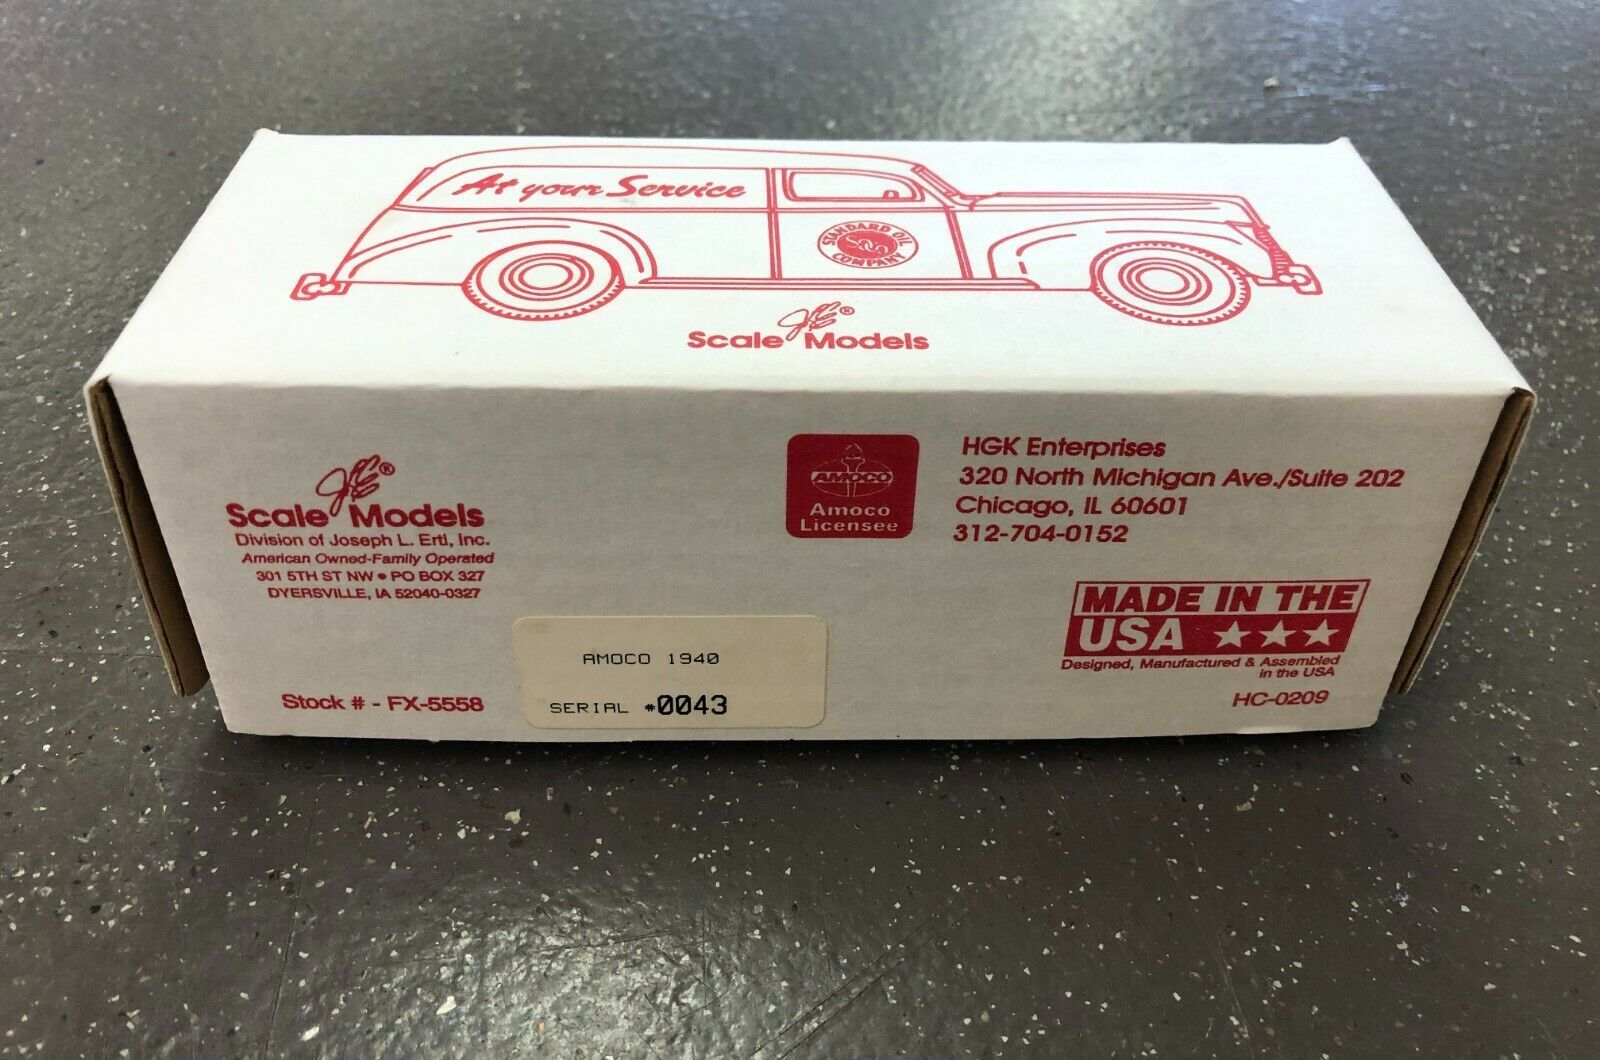 At your Service
STANDARD OIL
COMPANY
JLE®
Scale Models
JLE®
Scale Models
Division of Joseph L. Ertl, Inc.
American Owned-Family Operated
301 5TH ST NW • PO BOX 327
DYERSVILLE, IA 52040-0327
Stock # - FX-5558
AMOCO 1940
SERIAL #0043
AMOCO
Amoco
Licensee
HGK Enterprises
320 North Michigan Ave./Suite 202
Chicago, IL 60601
312-704-0152
MADE IN THE
USA ★★★
Designed, Manufactured & Assembled
in the USA
HC-0209